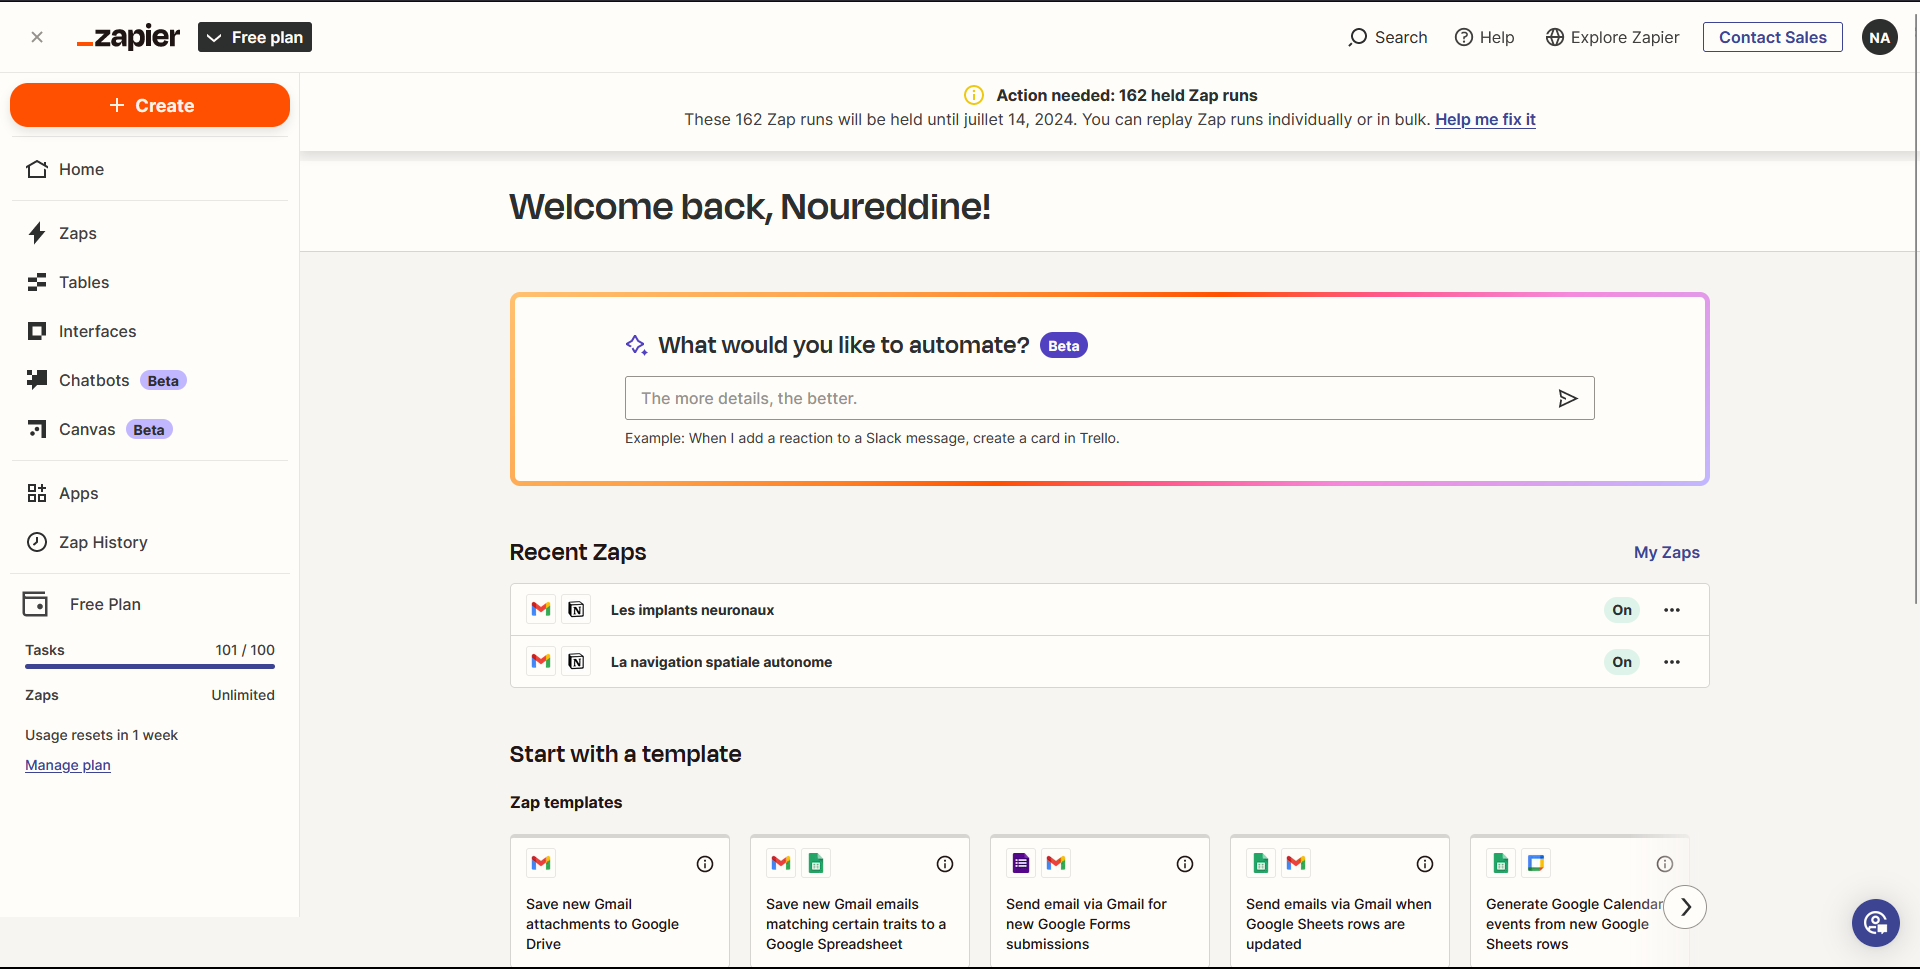 zapier
Free plan
Search
Help
Explore Zapier
Contact Sales
NA
Create
Home
Zaps
Tables
Interfaces
Chatbots Beta
Canvas Beta
Apps
Zap History
Free Plan
Tasks 101 / 100
Zaps Unlimited
Usage resets in 1 week
Manage plan
Action needed: 162 held Zap runs
These 162 Zap runs will be held until juillet 14, 2024. You can replay Zap runs individually or in bulk. Help me fix it
Welcome back, Noureddine!
What would you like to automate? Beta
The more details, the better.
Example: When I add a reaction to a Slack message, create a card in Trello.
Recent Zaps
My Zaps
Les implants neuronaux On
La navigation spatiale autonome On
Start with a template
Zap templates
Save new Gmail
attachments to Google
Drive
Save new Gmail emails
matching certain traits to a
Google Spreadsheet
Send email via Gmail for
new Google Forms
submissions
Send emails via Gmail when
Google Sheets rows are
updated
Generate Google Calendar
events from new Google
Sheets rows